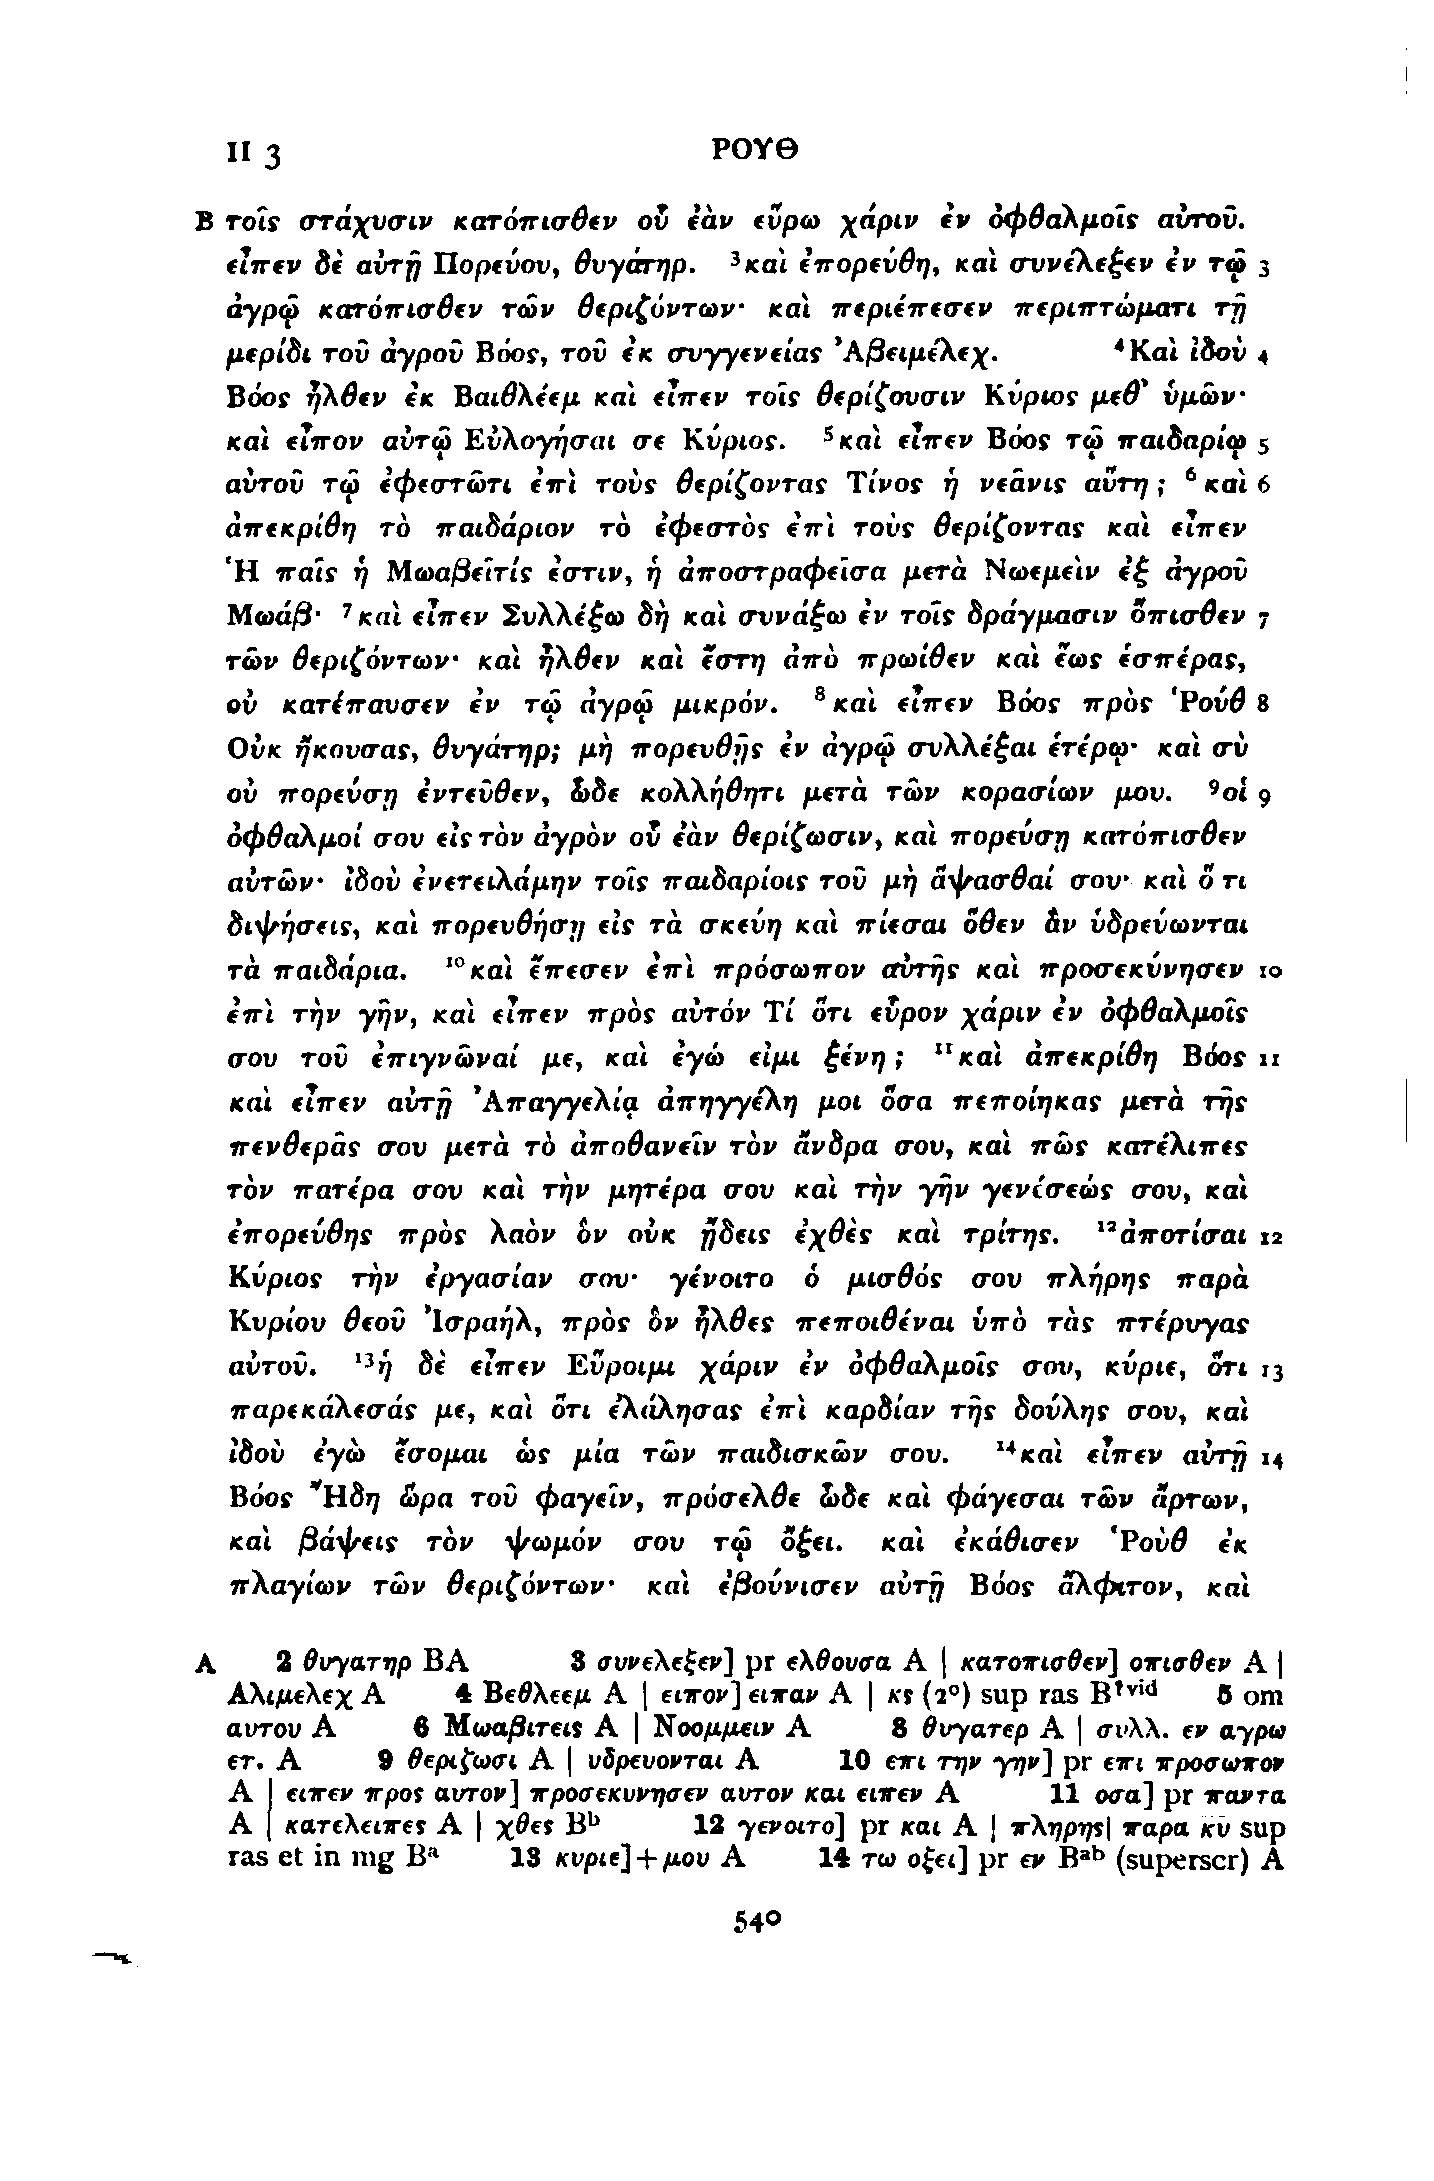 II 3 ΡΟΥΘ
B τοῖς στάχυσιν κατόπισθεν οὗ ἐὰν εὕρω χάριν ἐν ὀφθαλμοῖς αὐτοῦ.
εἶπεν δὲ αὐτῇ Πορεύου, θυγάτηρ. ³καὶ ἐπορεύθη, καὶ συνέλεξεν ἐν τῷ 3
ἀγρῷ κατόπισθεν τῶν θεριζόντων· καὶ περιέπεσεν περιπτώματι τῇ
μερίδι τοῦ ἀγροῦ Βόος, τοῦ ἐκ συγγενείας Ἀβειμέλεχ. ⁴Καὶ ἰδοὺ 4
Βόος ἦλθεν ἐκ Βαιθλέεμ καὶ εἶπεν τοῖς θερίζουσιν Κύριος μεθ' ὑμῶν·
καὶ εἶπον αὐτῷ Εὐλογήσαι σε Κύριος. ⁵καὶ εἶπεν Βόος τῷ παιδαρίῳ 5
αὐτοῦ τῷ ἐφεστῶτι ἐπὶ τοὺς θερίζοντας Τίνος ἡ νεᾶνις αὕτη; ⁶καὶ 6
ἀπεκρίθη τὸ παιδάριον τὸ ἐφεστὸς ἐπὶ τοὺς θερίζοντας καὶ εἶπεν
Ἡ παῖς ἡ Μωαβεῖτίς ἐστιν, ἡ ἀποστραφεῖσα μετὰ Νωεμεὶν ἐξ ἀγροῦ
Μωάβ· ⁷καὶ εἶπεν Συλλέξω δὴ καὶ συνάξω ἐν τοῖς δράγμασιν ὄπισθεν 7
τῶν θεριζόντων· καὶ ἦλθεν καὶ ἔστη ἀπὸ πρωίθεν καὶ ἕως ἑσπέρας,
οὐ κατέπαυσεν ἐν τῷ ἀγρῷ μικρόν. ⁸καὶ εἶπεν Βόος πρὸς Ῥούθ 8
Οὐκ ἤκουσας, θυγάτηρ; μὴ πορευθῇς ἐν ἀγρῷ συλλέξαι ἑτέρῳ· καὶ σὺ
οὐ πορεύσῃ ἐντεῦθεν, ὧδε κολλήθητι μετὰ τῶν κορασίων μου. ⁹οἱ 9
ὀφθαλμοί σου εἰς τὸν ἀγρὸν οὗ ἐὰν θερίζωσιν, καὶ πορεύσῃ κατόπισθεν
αὐτῶν· ἰδοὺ ἐνετειλάμην τοῖς παιδαρίοις τοῦ μὴ ἅψασθαί σου· καὶ ὅ τι
διψήσεις, καὶ πορευθήσῃ εἰς τὰ σκεύη καὶ πίεσαι ὅθεν ἂν ὑδρεύωνται
τὰ παιδάρια. ¹⁰καὶ ἔπεσεν ἐπὶ πρόσωπον αὐτῆς καὶ προσεκύνησεν 10
ἐπὶ τὴν γῆν, καὶ εἶπεν πρὸς αὐτόν Τί ὅτι εὗρον χάριν ἐν ὀφθαλμοῖς
σου τοῦ ἐπιγνῶναί με, καὶ ἐγώ εἰμι ξένη; ¹¹καὶ ἀπεκρίθη Βόος 11
καὶ εἶπεν αὐτῇ Ἀπαγγελίᾳ ἀπηγγέλη μοι ὅσα πεποίηκας μετὰ τῆς
πενθερᾶς σου μετὰ τὸ ἀποθανεῖν τὸν ἄνδρα σου, καὶ πῶς κατέλιπες
τὸν πατέρα σου καὶ τὴν μητέρα σου καὶ τὴν γῆν γενέσεώς σου, καὶ
ἐπορεύθης πρὸς λαὸν ὃν οὐκ ᾔδεις ἐχθὲς καὶ τρίτης. ¹²ἀποτίσαι 12
Κύριος τὴν ἐργασίαν σου· γένοιτο ὁ μισθός σου πλήρης παρὰ
Κυρίου θεοῦ Ἰσραήλ, πρὸς ὃν ἦλθες πεποιθέναι ὑπὸ τὰς πτέρυγας
αὐτοῦ. ¹³ἡ δὲ εἶπεν Εὕροιμι χάριν ἐν ὀφθαλμοῖς σου, κύριε, ὅτι 13
παρεκάλεσάς με, καὶ ὅτι ἐλάλησας ἐπὶ καρδίαν τῆς δούλης σου, καὶ
ἰδοὺ ἐγὼ ἔσομαι ὡς μία τῶν παιδισκῶν σου. ¹⁴καὶ εἶπεν αὐτῇ 14
Βόος Ἤδη ὥρα τοῦ φαγεῖν, πρόσελθε ὧδε καὶ φάγεσαι τῶν ἄρτων,
καὶ βάψεις τὸν ψωμόν σου τῷ ὄξει. καὶ ἐκάθισεν Ῥοὺθ ἐκ
πλαγίων τῶν θεριζόντων· καὶ ἐβούνισεν αὐτῇ Βόος ἄλφιτον, καὶ
A 2 θυγατηρ BA 3 συνελεξεν] pr ελθουσα A | κατοπισθεν] οπισθεν A |
Αλιμελεχ A 4 Βεθλεεμ A | ειπον] ειπαν A | κς (2°) sup ras B¹ᵛⁱᵈ 5 om
αυτου A 6 Μωαβιτεις A | Νοομμειν A 8 θυγατερ A | συλλ. εν αγρω
ετ. A 9 θεριζωσι A | υδρευονται A 10 επι την γην] pr επι προσωπον
A | ειπεν προς αυτον] προσεκυνησεν αυτον και ειπεν A 11 οσα] pr παντα
A | κατελειπες A | χθες Bᵇ 12 γενοιτο] pr και A | πληρης| παρα κ̅υ̅ sup
ras et in mg Bᵃ 13 κυριε]+μου A 14 τω οξει] pr εν Bᵃᵇ (superscr) A
540